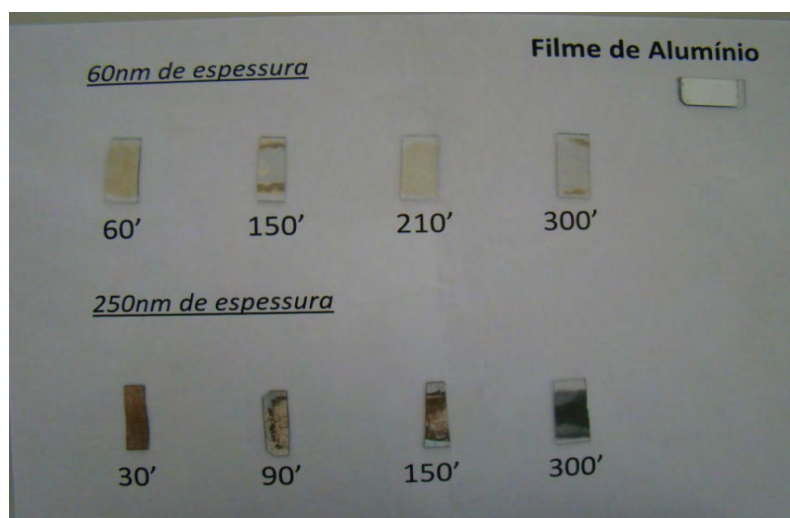 Filme de Alumínio
60nm de espessura
60’ 150’ 210’ 300’
250nm de espessura
30’ 90’ 150’ 300’